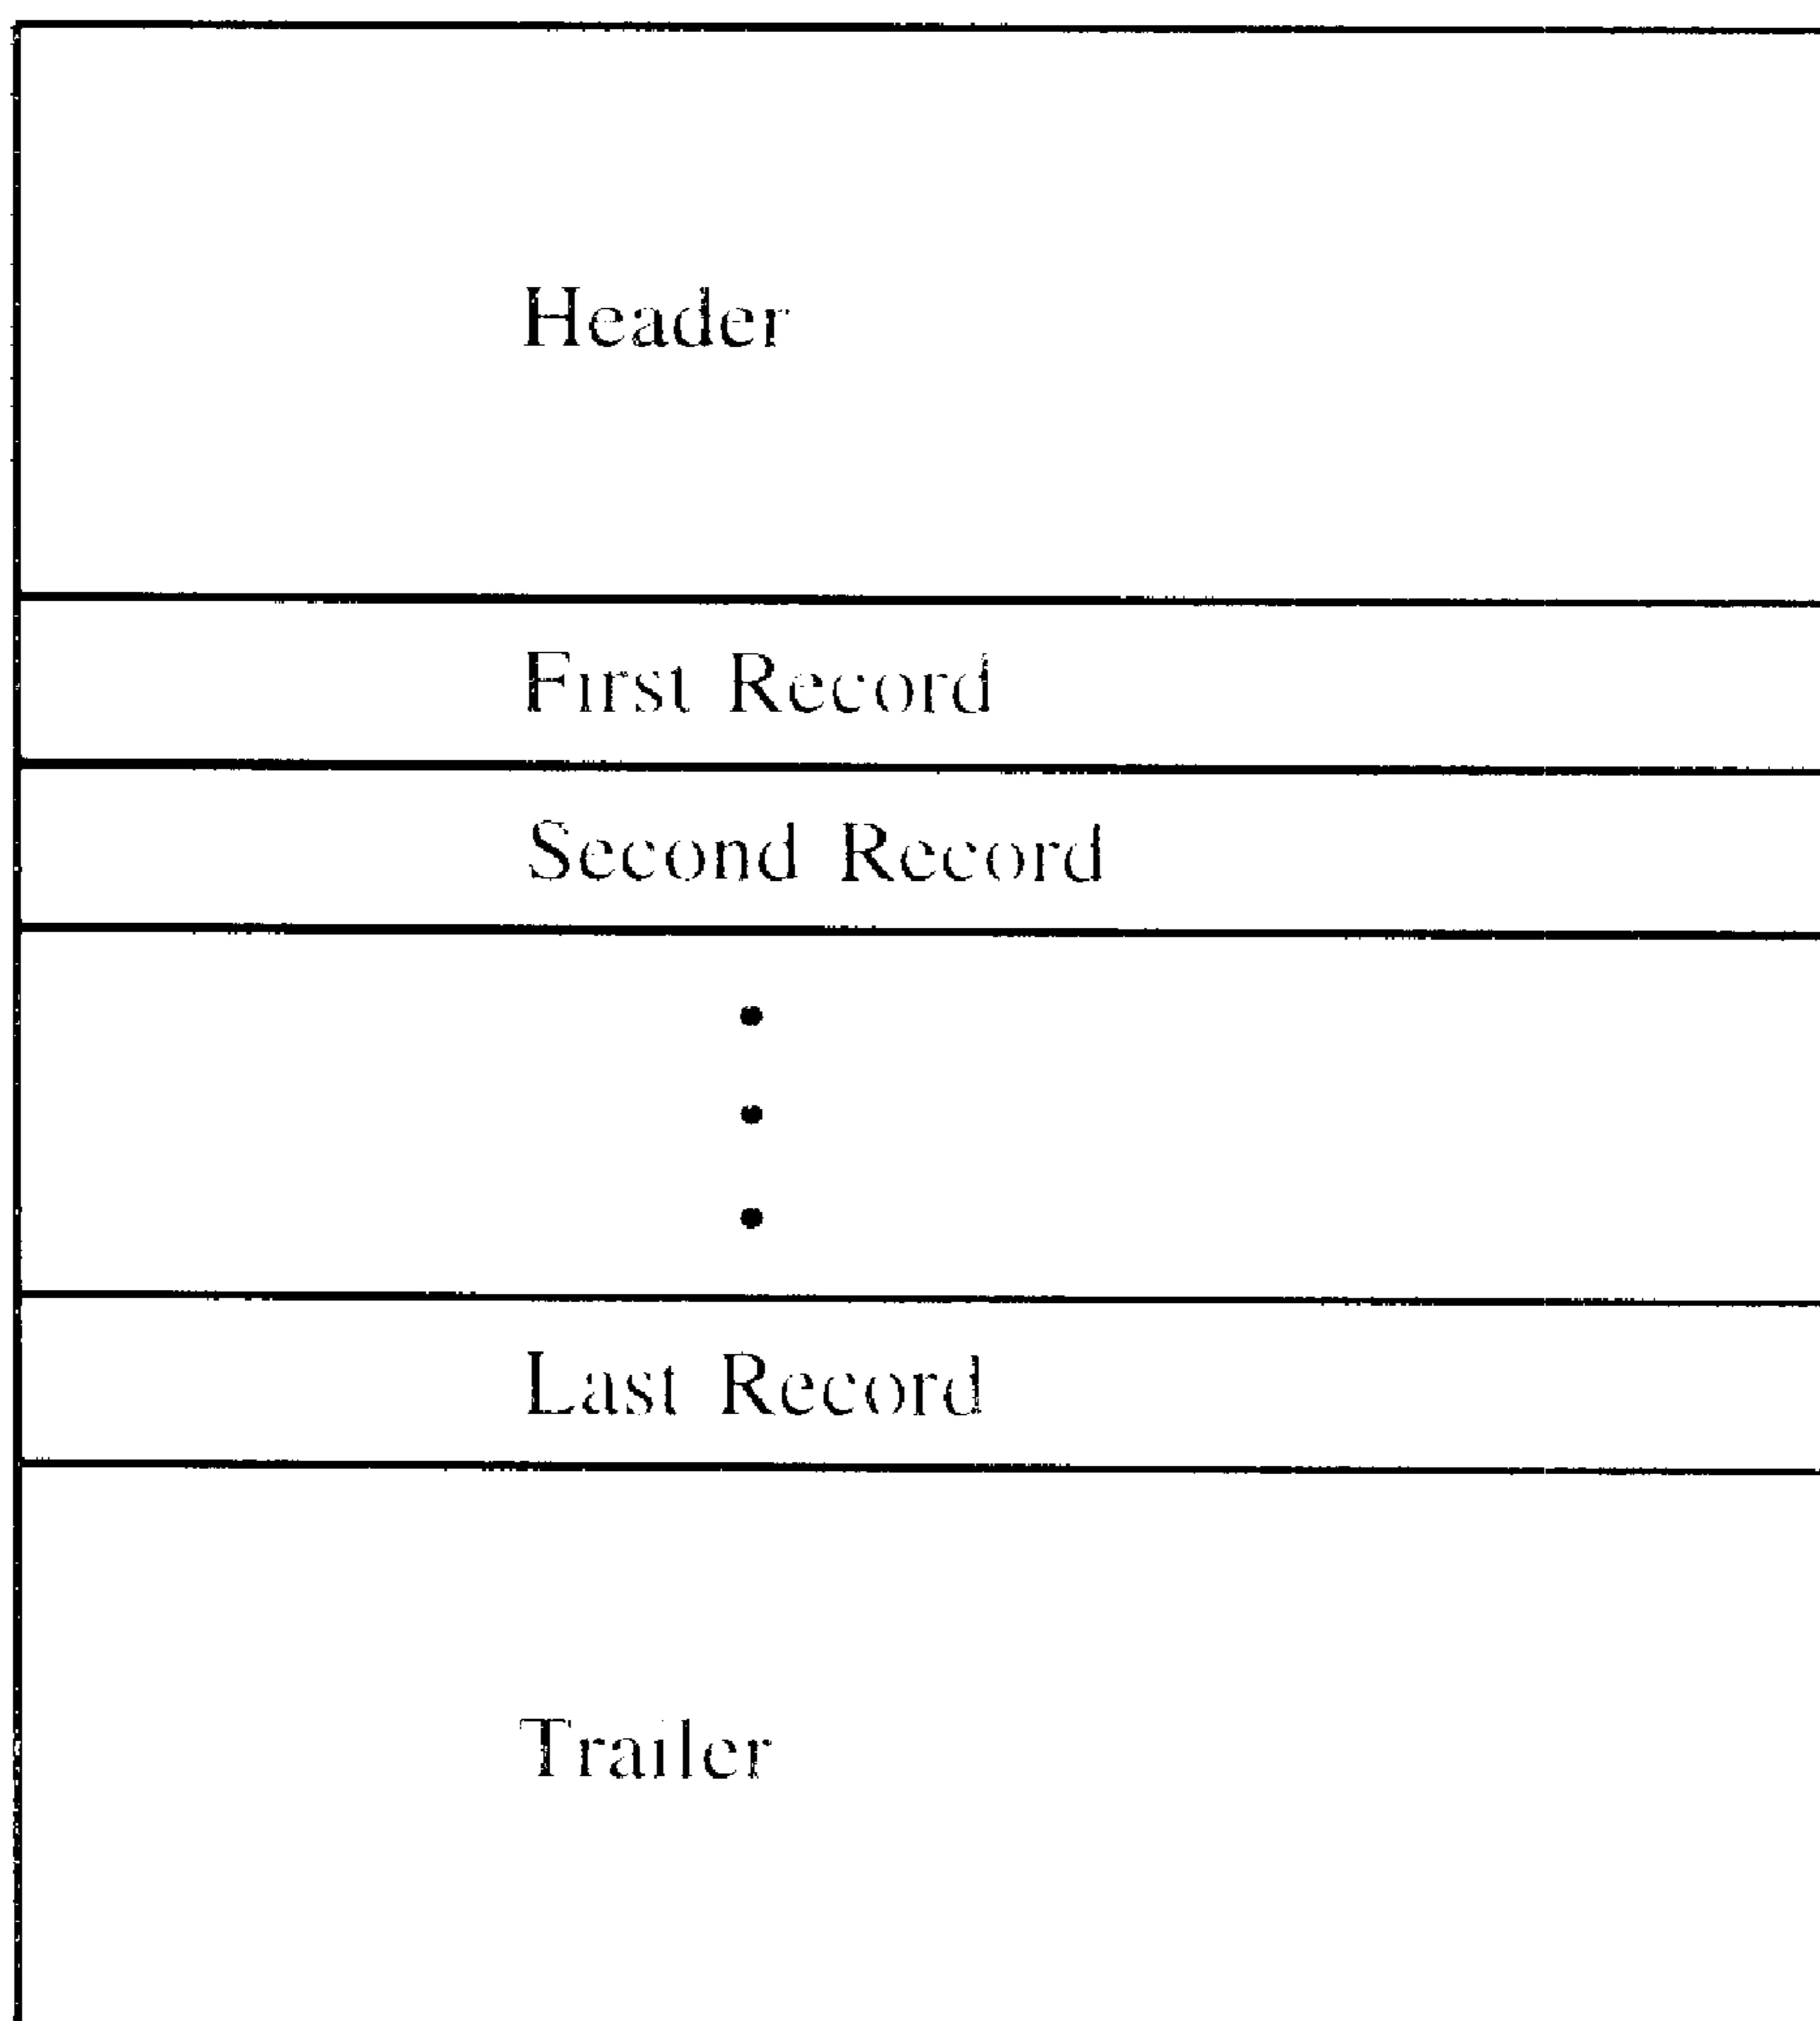 Header
First Record
Second Record
•
•
•
Last Record
Trailer